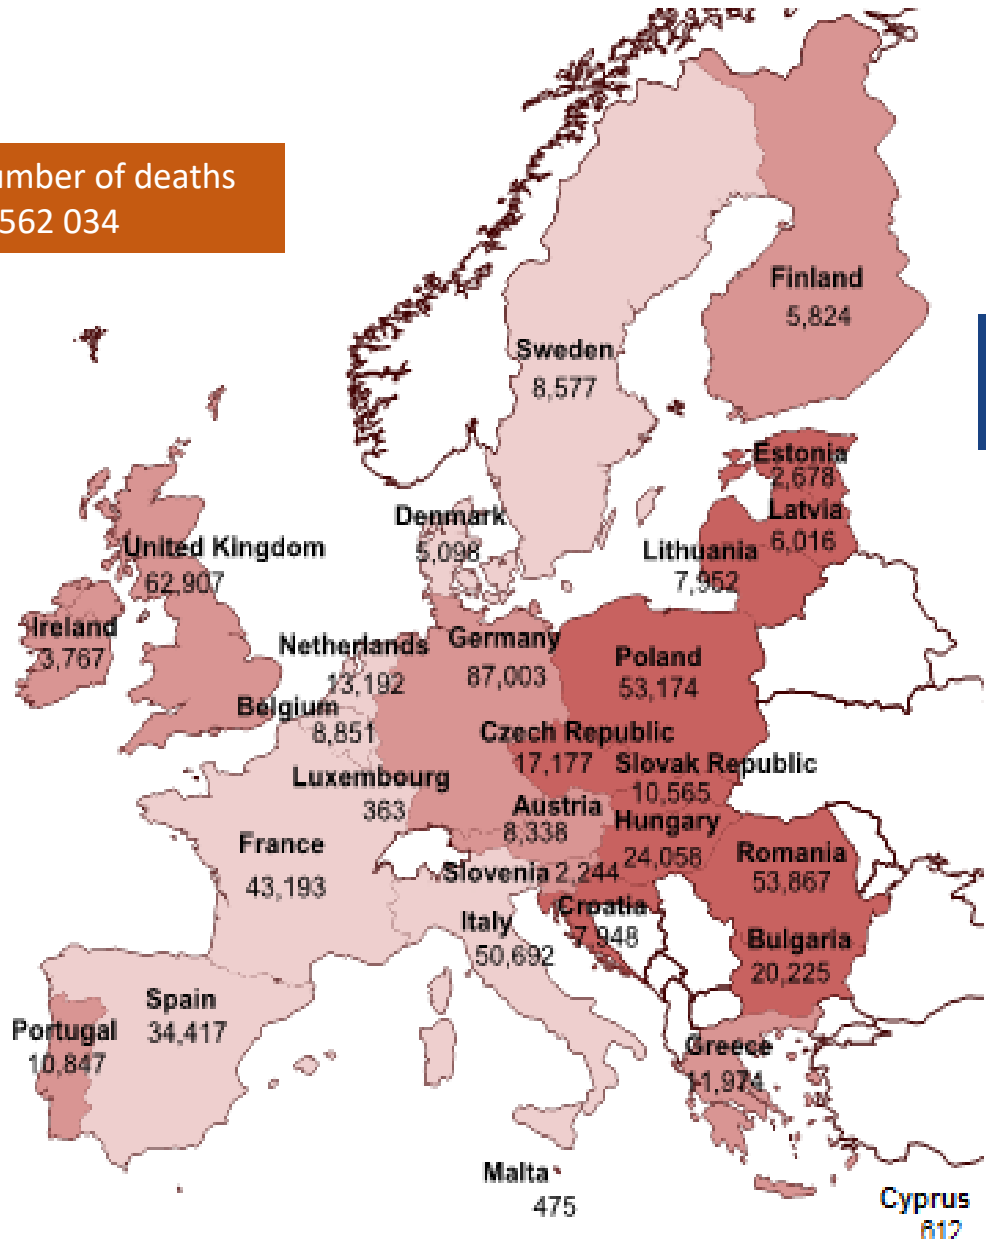 umber of deaths
562 034
Finland
5,824
Sweden
8,577
Estonia
2,678
Latvia
6,016
Denmark
5,098
Lithuania
7,952
United Kingdom
62,907
Ireland
3,767
Netherlands
13,192
Germany
87,003
Poland
53,174
Belgium
8,851
Czech Republic
17,177
Slovak Republic
10,565
Luxembourg
363
Austria
8,338
Hungary
24,058
France
43,193
Slovenia 2,244
Romania
53,867
Croatia
7,948
Italy
50,692
Bulgaria
20,225
Spain
34,417
Portugal
10,847
Greece
11,974
Malta
475
Cyprus
612